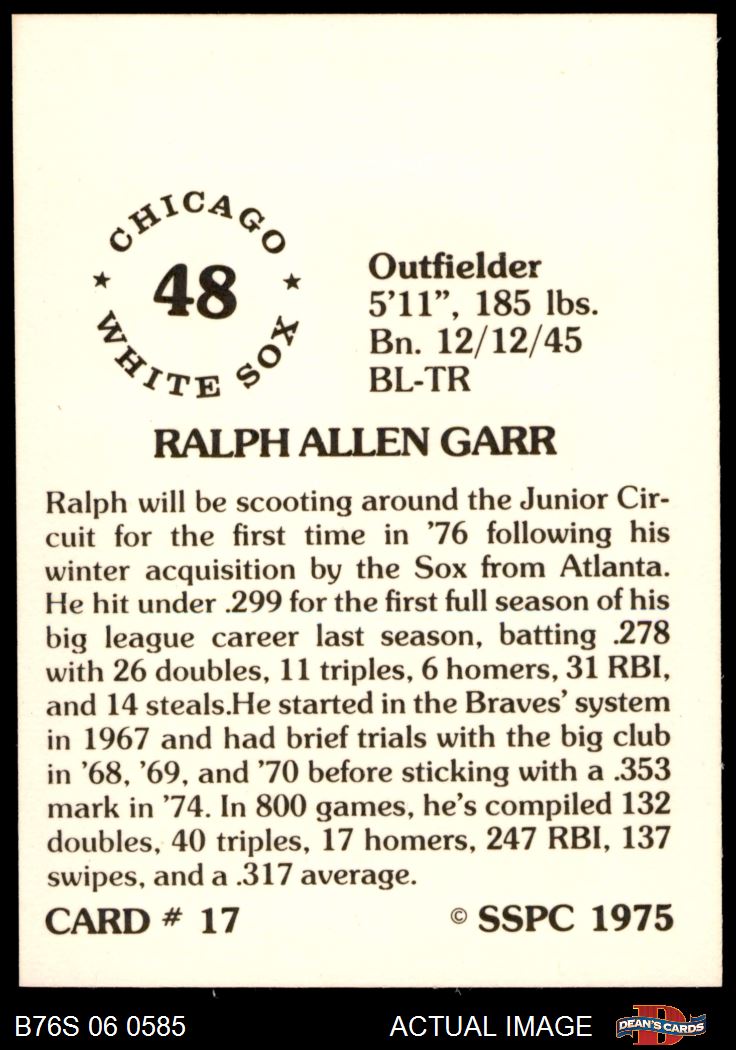 CHICAGO
48
WHITE SOX
Outfielder
5'11", 185 lbs.
Bn. 12/12/45
BL-TR
RALPH ALLEN GARR
Ralph will be scooting around the Junior Cir-
cuit for the first time in '76 following his
winter acquisition by the Sox from Atlanta.
He hit under .299 for the first full season of his
big league career last season, batting .278
with 26 doubles, 11 triples, 6 homers, 31 RBI,
and 14 steals.He started in the Braves' system
in 1967 and had brief trials with the big club
in '68, '69, and '70 before sticking with a .353
mark in '74. In 800 games, he's compiled 132
doubles, 40 triples, 17 homers, 247 RBI, 137
swipes, and a .317 average.
CARD # 17 © SSPC 1975
B76S 06 0585 ACTUAL IMAGE D DEAN'S CARDS